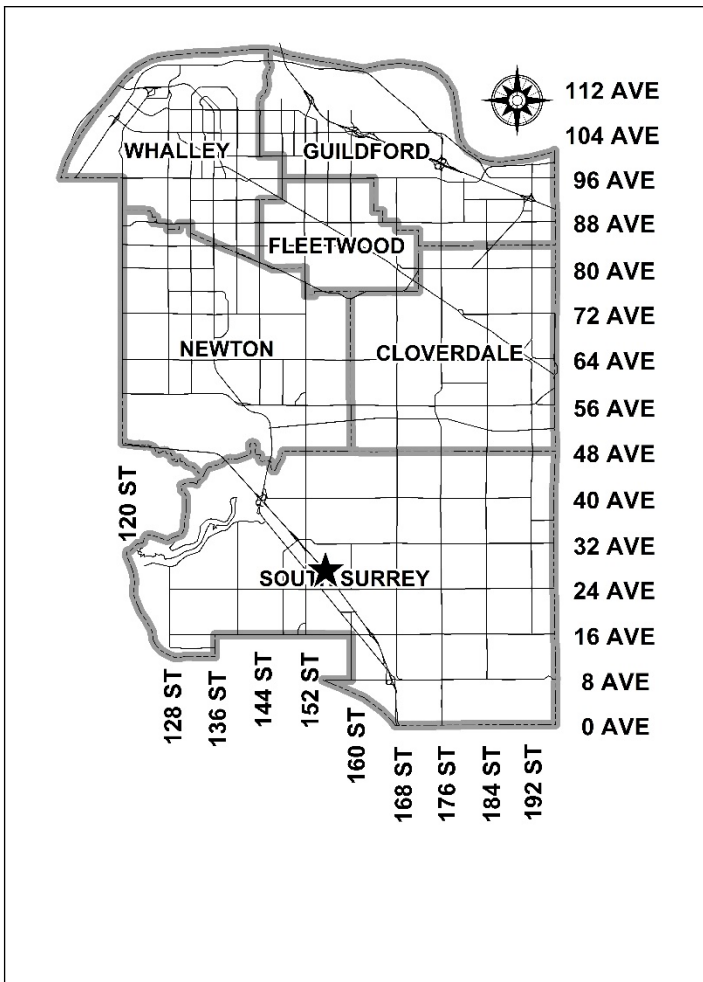 112 AVE
104 AVE
WHALLEY
GUILDFORD
96 AVE
88 AVE
FLEETWOOD
80 AVE
72 AVE
NEWTON
CLOVERDALE
64 AVE
56 AVE
48 AVE
120 ST
40 AVE
32 AVE
SOUTH SURREY
24 AVE
16 AVE
8 AVE
0 AVE
128 ST
136 ST
144 ST
152 ST
160 ST
168 ST
176 ST
184 ST
192 ST